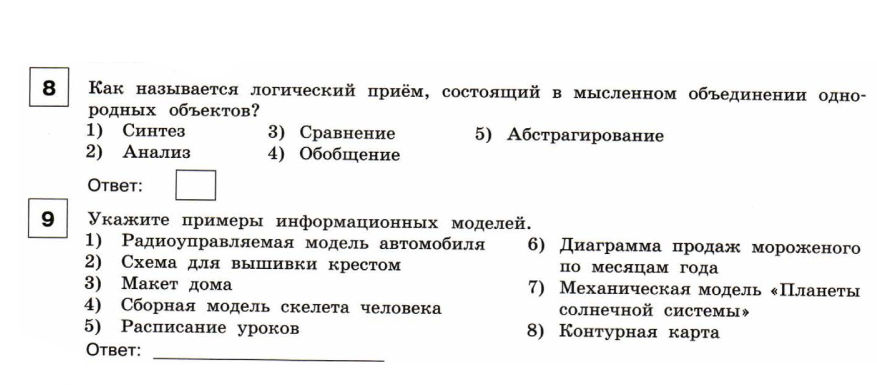 8
Как называется логический приём, состоящий в мысленном объединении одно-
родных объектов?
1) Синтез 3) Сравнение 5) Абстрагирование
2) Анализ 4) Обобщение
Ответ:
9
Укажите примеры информационных моделей.
1) Радиоуправляемая модель автомобиля
2) Схема для вышивки крестом
3) Макет дома
4) Сборная модель скелета человека
5) Расписание уроков
6) Диаграмма продаж мороженого
по месяцам года
7) Механическая модель «Планеты
солнечной системы»
8) Контурная карта
Ответ: